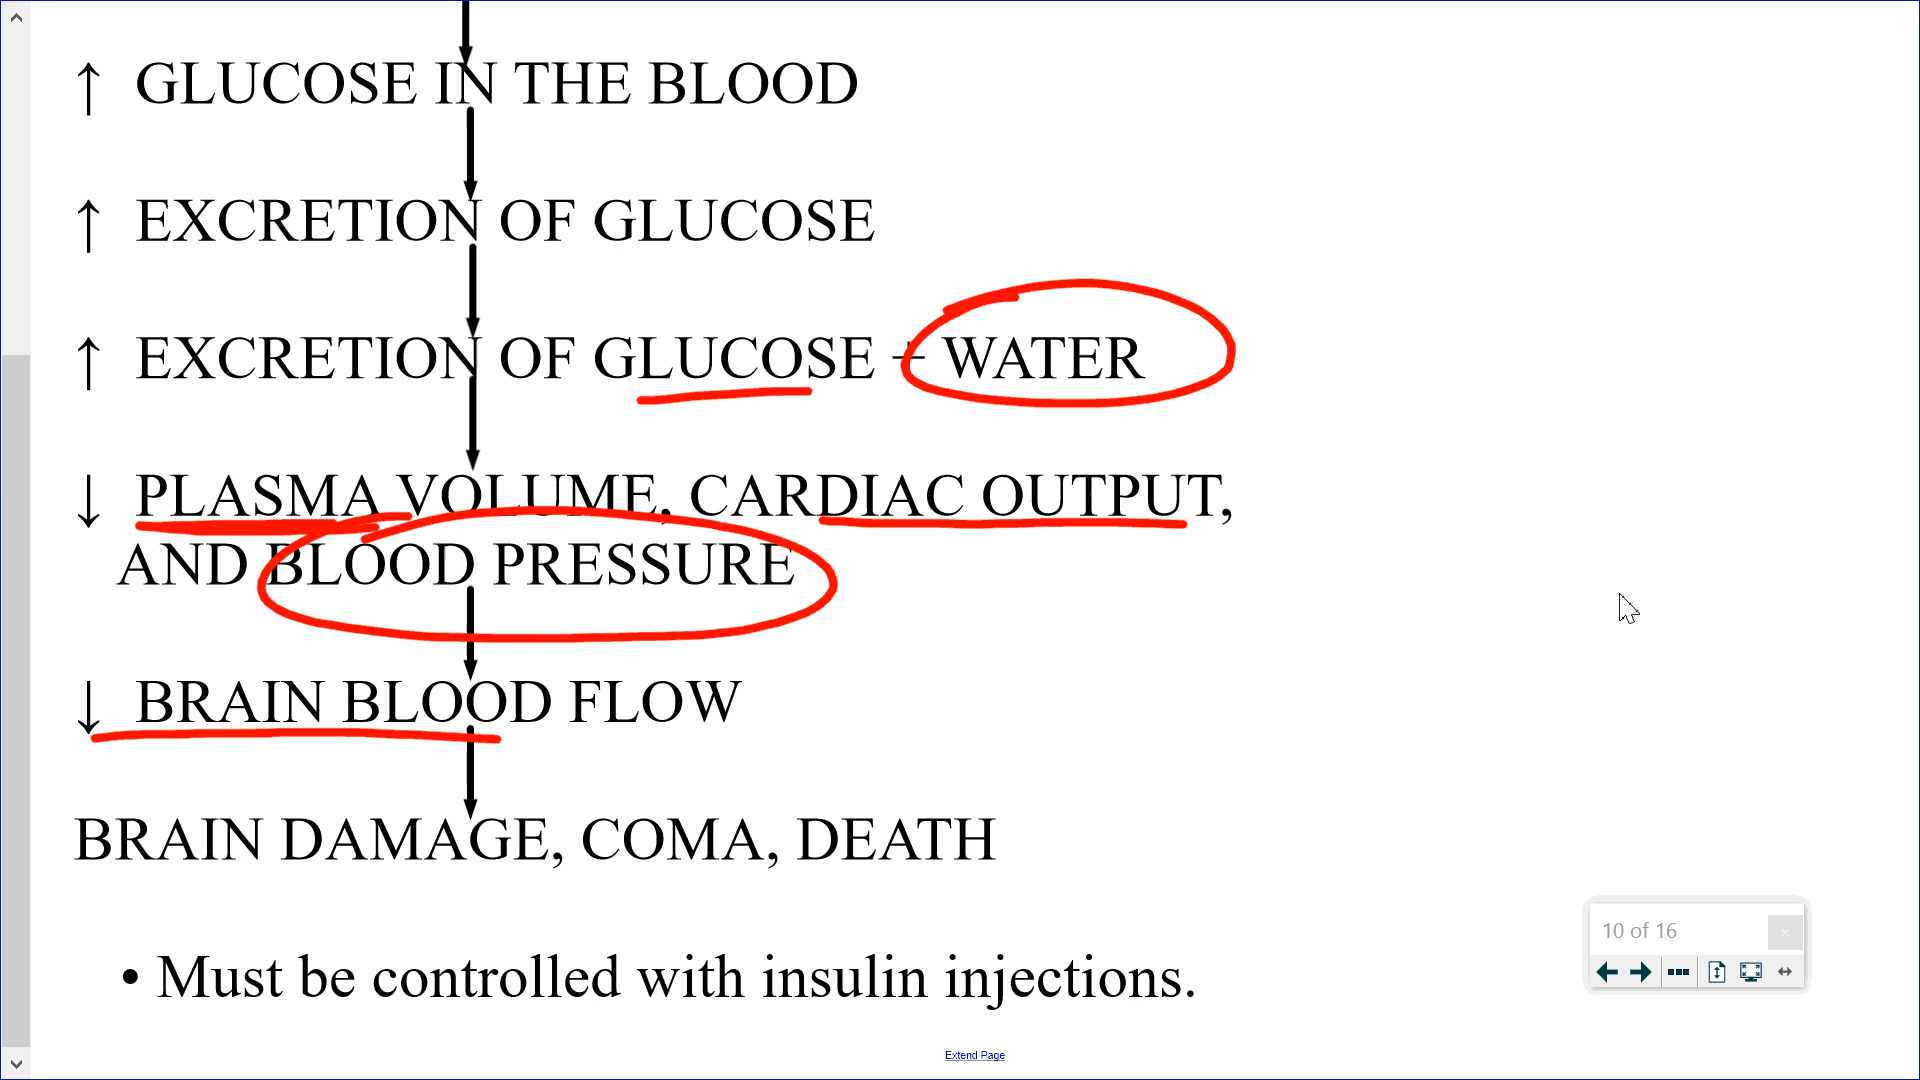 ↑ GLUCOSE IN THE BLOOD
↑ EXCRETION OF GLUCOSE
↑ EXCRETION OF GLUCOSE + WATER
↓ PLASMA VOLUME, CARDIAC OUTPUT,
AND BLOOD PRESSURE
↓ BRAIN BLOOD FLOW
BRAIN DAMAGE, COMA, DEATH
• Must be controlled with insulin injections.
10 of 16
Extend Page